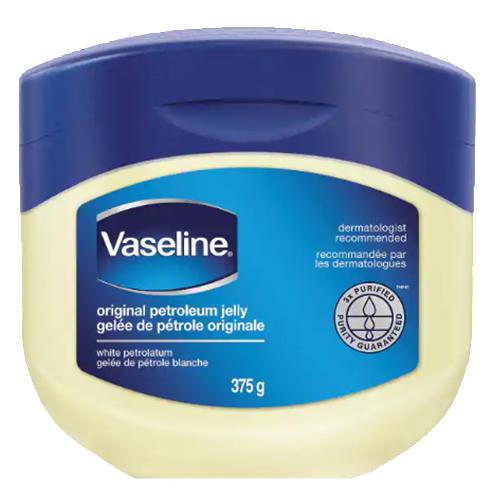 Vaseline®
original petroleum jelly
gelée de pétrole originale
white petrolatum
gelée de pétrole blanche
375 g
dermatologist
recommended
recommandée par
les dermatologues
3x PURIFIED
PURITY GUARANTEED